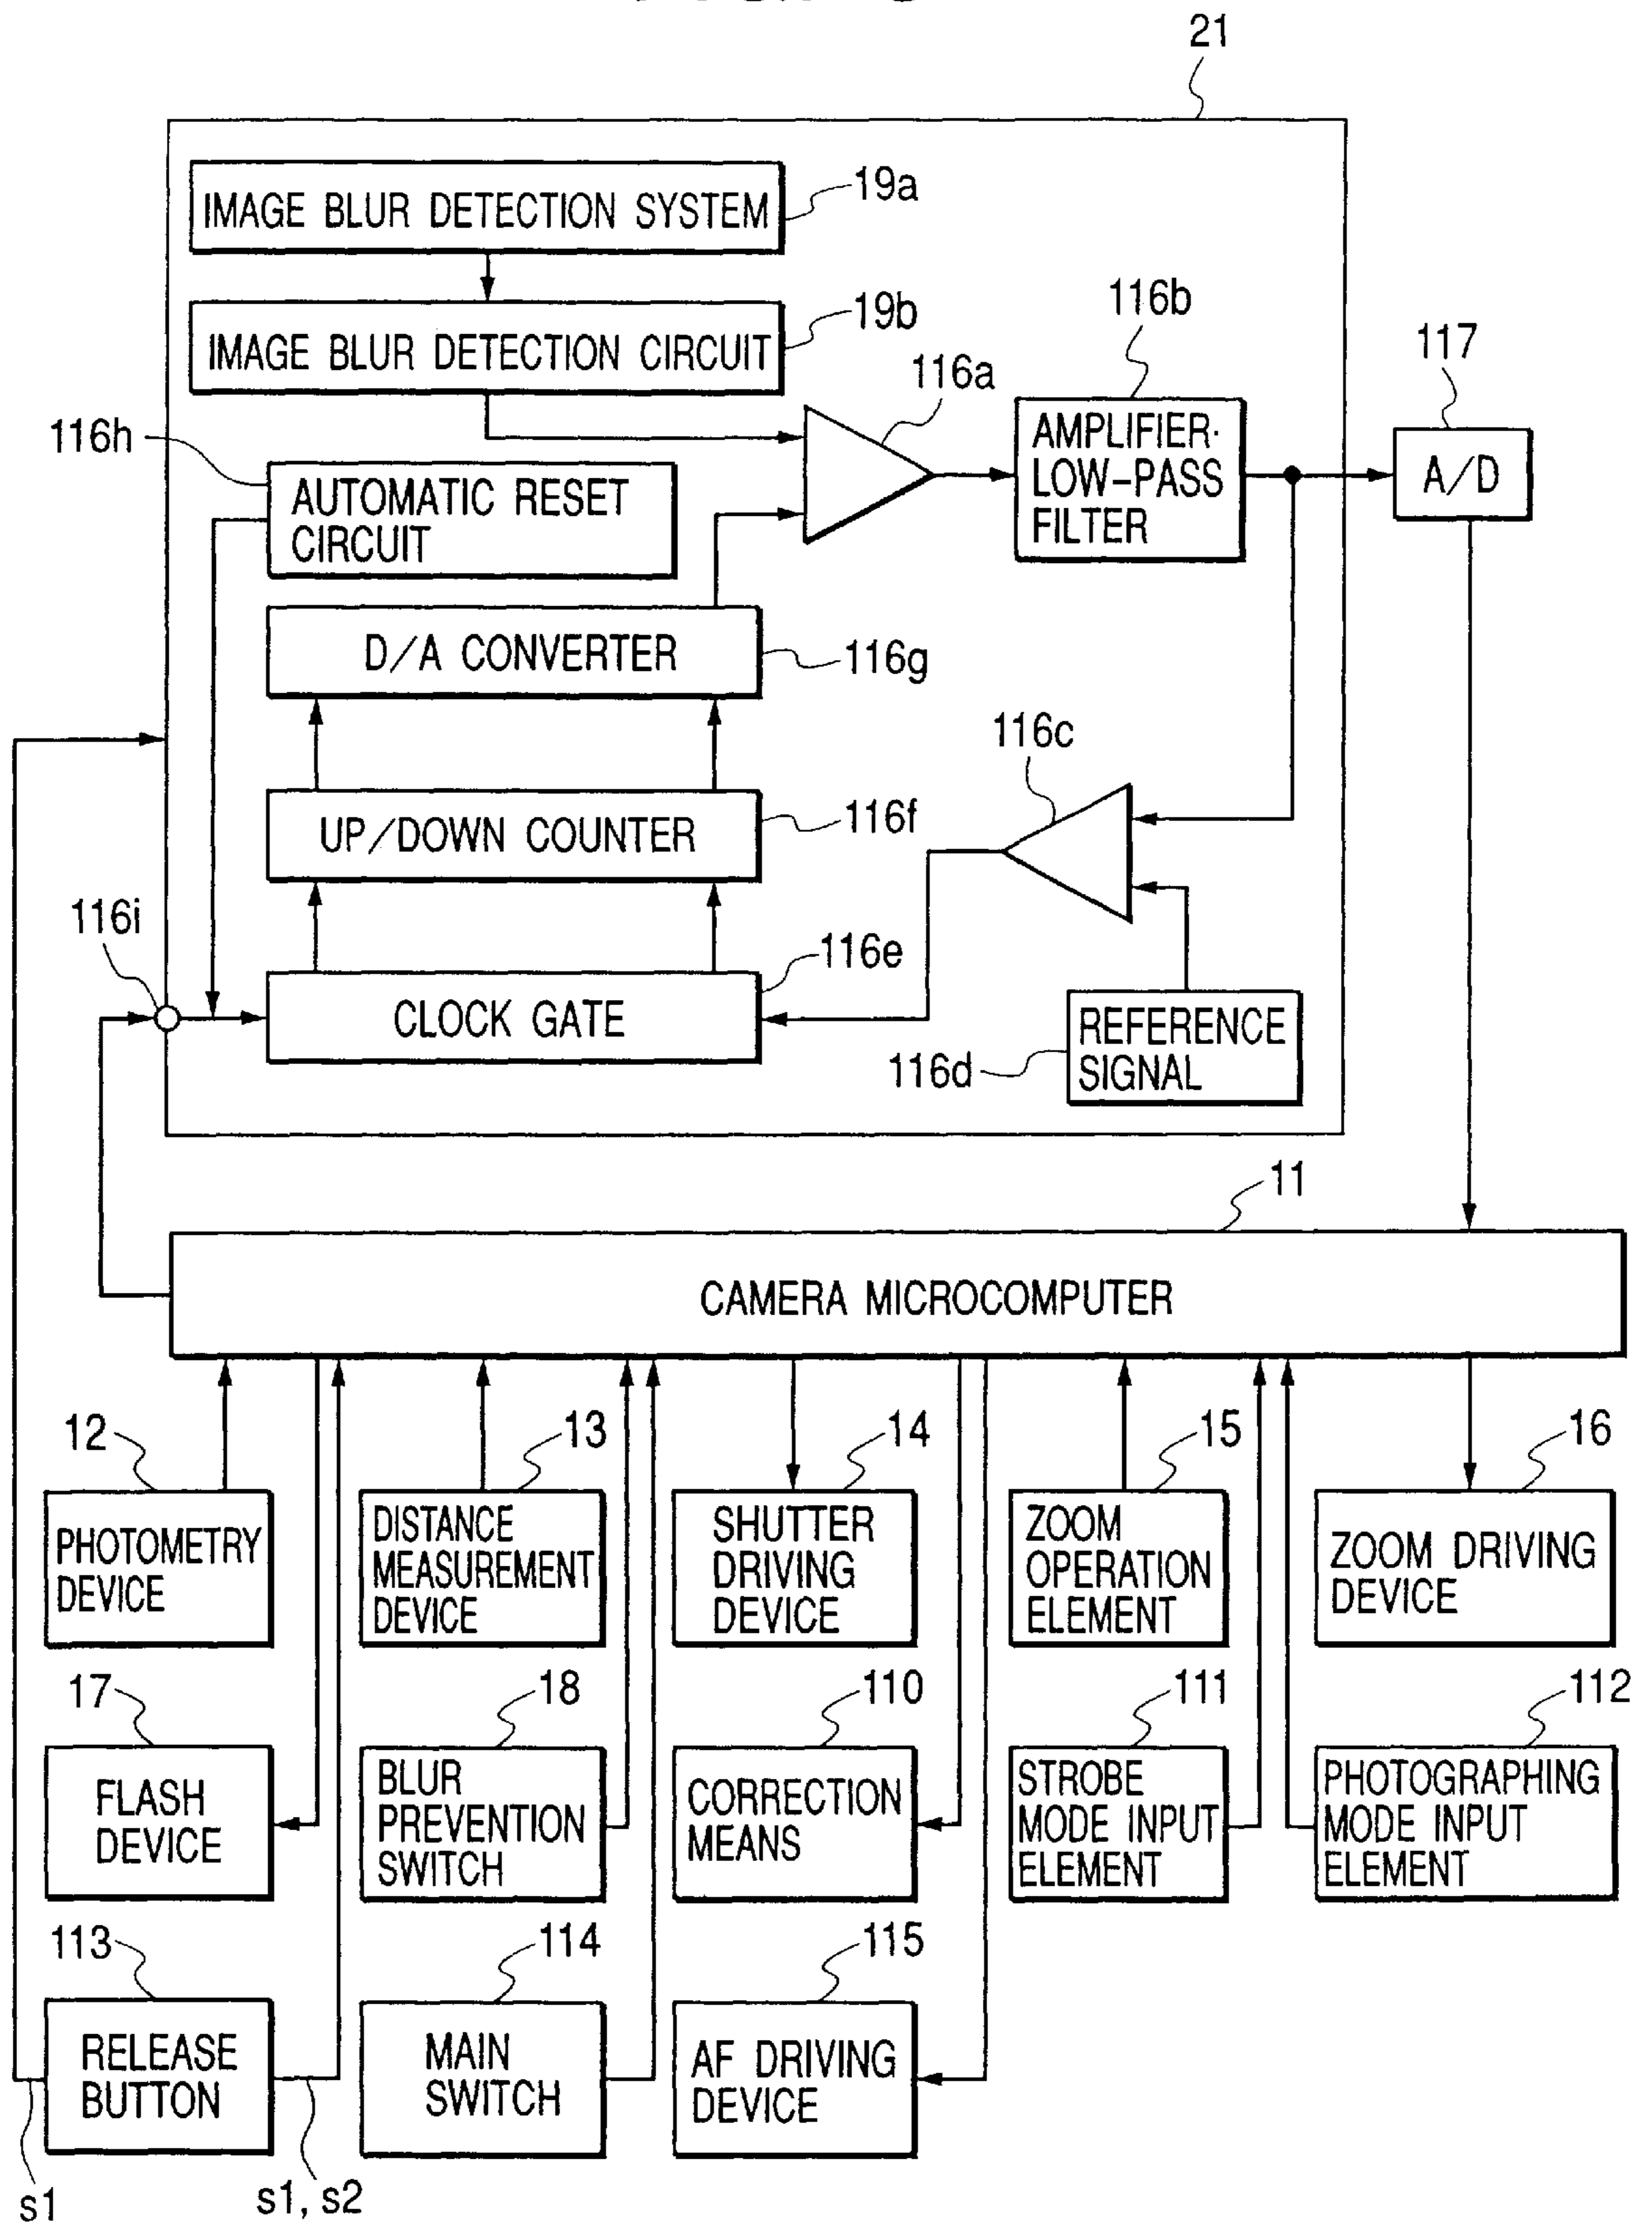 21
IMAGE BLUR DETECTION SYSTEM
19a
IMAGE BLUR DETECTION CIRCUIT
19b
116a
116b
117
116h
AUTOMATIC RESET
CIRCUIT
AMPLIFIER·
LOW-PASS
FILTER
A/D
D/A CONVERTER
116g
116c
UP/DOWN COUNTER
116f
116i
116e
CLOCK GATE
REFERENCE
SIGNAL
116d
11
CAMERA MICROCOMPUTER
12
13
14
15
16
PHOTOMETRY
DEVICE
DISTANCE
MEASUREMENT
DEVICE
SHUTTER
DRIVING
DEVICE
ZOOM
OPERATION
ELEMENT
ZOOM DRIVING
DEVICE
17
18
110
111
112
FLASH
DEVICE
BLUR
PREVENTION
SWITCH
CORRECTION
MEANS
STROBE
MODE INPUT
ELEMENT
PHOTOGRAPHING
MODE INPUT
ELEMENT
113
114
115
RELEASE
BUTTON
MAIN
SWITCH
AF DRIVING
DEVICE
s1
s1, s2